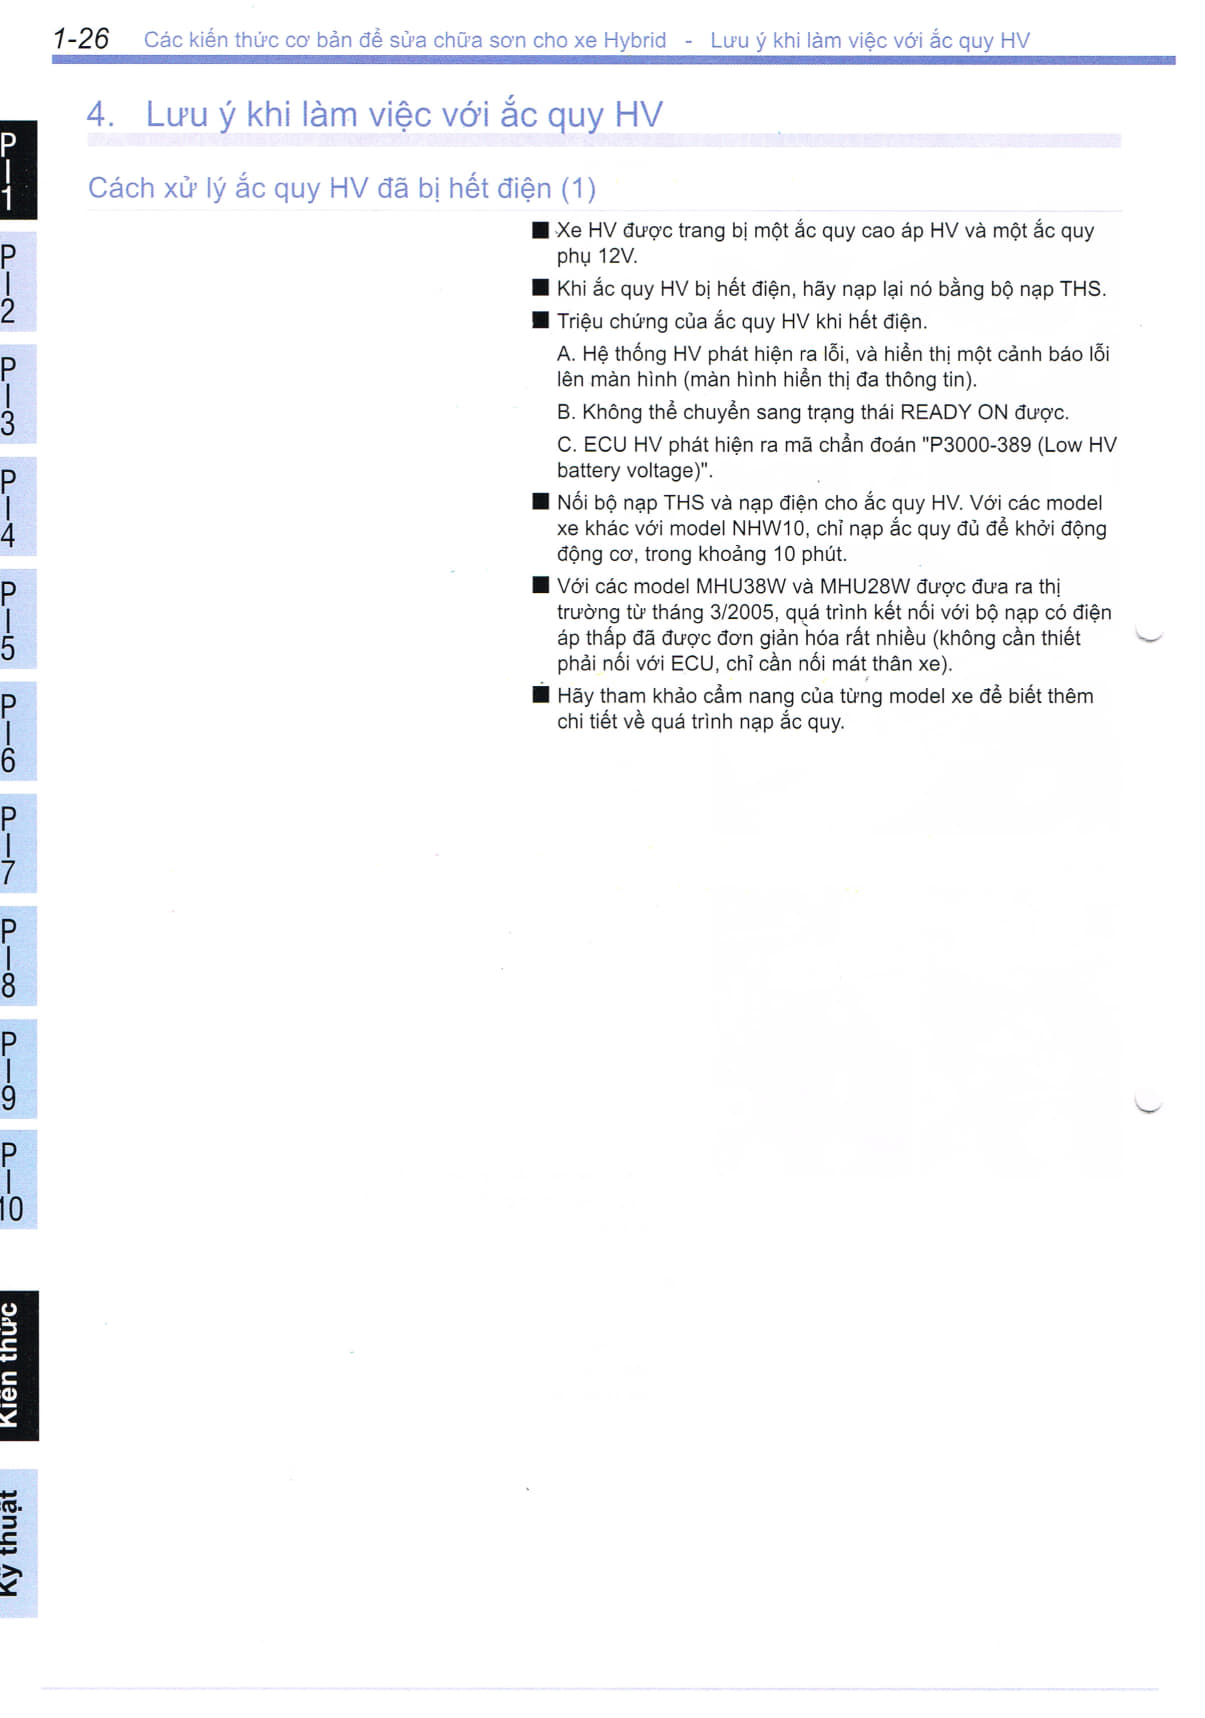 1-26 Các kiến thức cơ bản để sửa chữa sơn cho xe Hybrid - Lưu ý khi làm việc với ắc quy HV
4. Lưu ý khi làm việc với ắc quy HV
Cách xử lý ắc quy HV đã bị hết điện (1)
■ Xe HV được trang bị một ắc quy cao áp HV và một ắc quy
phụ 12V.
■ Khi ắc quy HV bị hết điện, hãy nạp lại nó bằng bộ nạp THS.
■ Triệu chứng của ắc quy HV khi hết điện.
A. Hệ thống HV phát hiện ra lỗi, và hiển thị một cảnh báo lỗi
lên màn hình (màn hình hiển thị đa thông tin).
B. Không thể chuyển sang trạng thái READY ON được.
C. ECU HV phát hiện ra mã chẩn đoán "P3000-389 (Low HV
battery voltage)".
■ Nối bộ nạp THS và nạp điện cho ắc quy HV. Với các model
xe khác với model NHW10, chỉ nạp ắc quy đủ để khởi động
động cơ, trong khoảng 10 phút.
■ Với các model MHU38W và MHU28W được đưa ra thị
trường từ tháng 3/2005, quá trình kết nối với bộ nạp có điện
áp thấp đã được đơn giản hóa rất nhiều (không cần thiết
phải nối với ECU, chỉ cần nối mát thân xe).
■ Hãy tham khảo cẩm nang của từng model xe để biết thêm
chi tiết về quá trình nạp ắc quy.
P
|
1
P
|
2
P
|
3
P
|
4
P
|
5
P
|
6
P
|
7
P
|
8
P
|
9
P
|
10
Kiến thức
Kỹ thuật